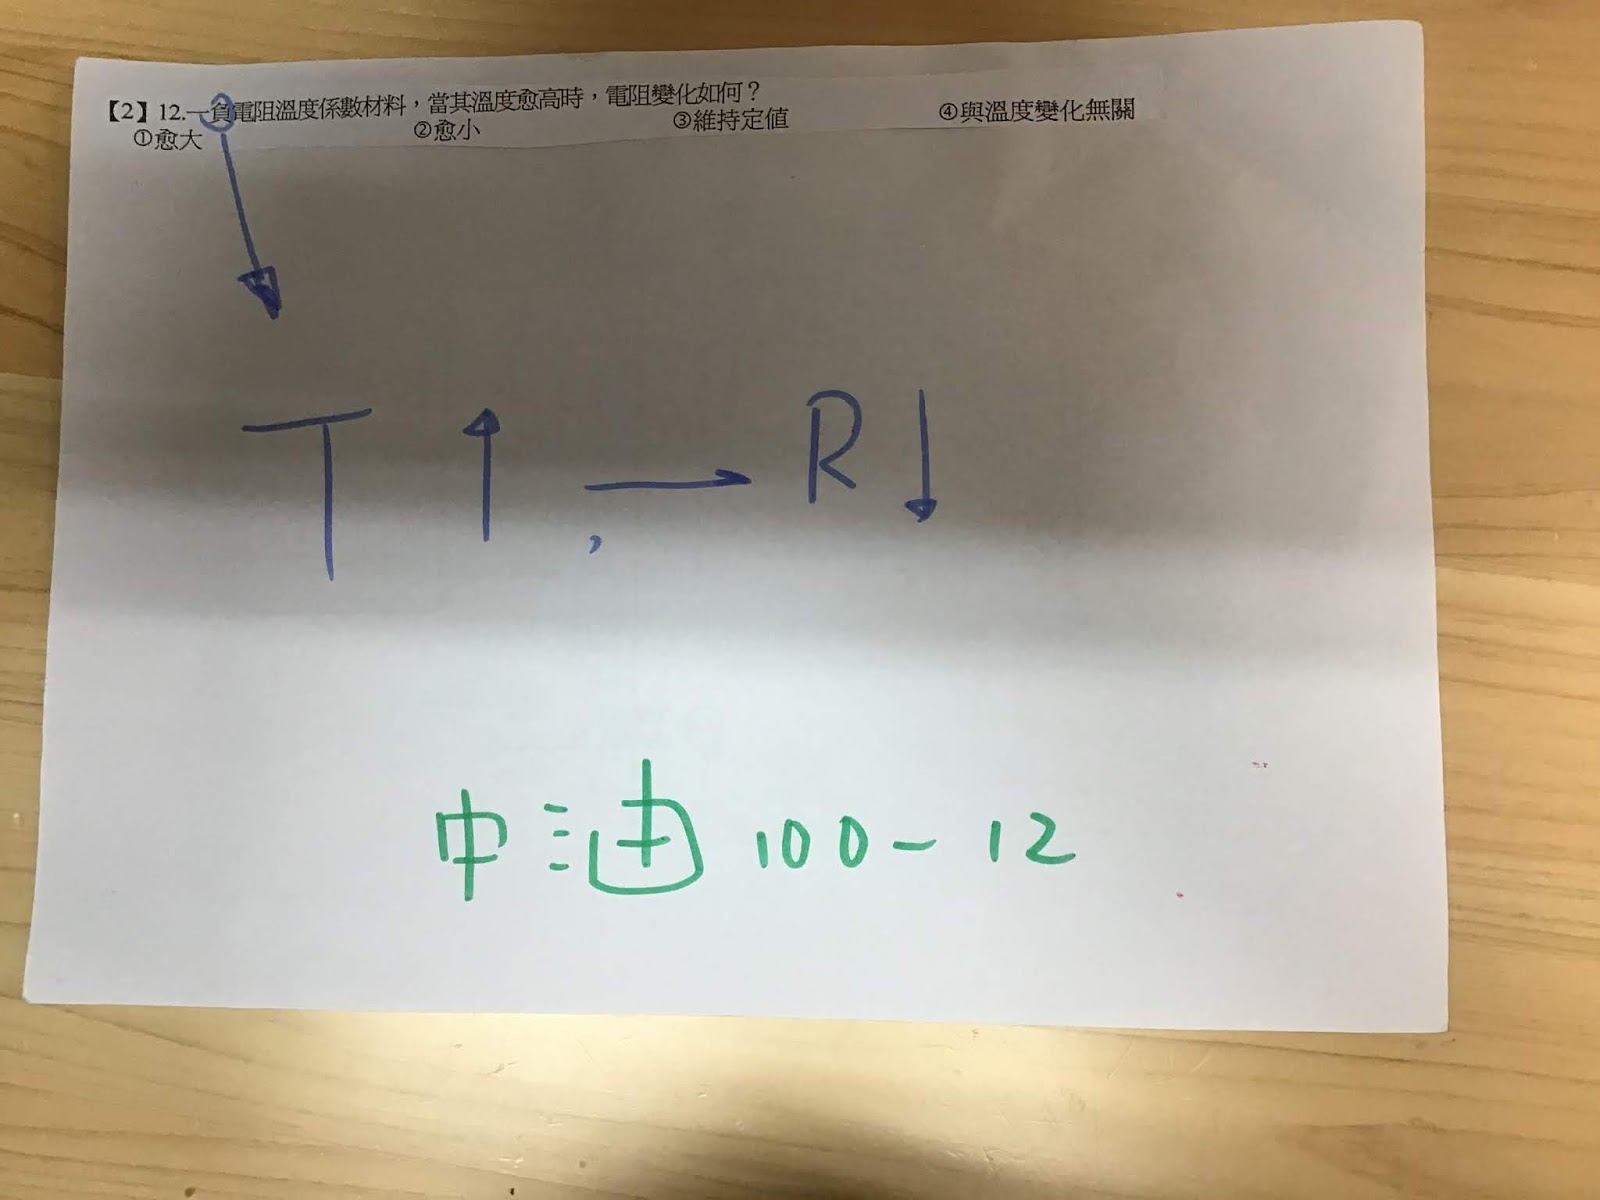 【2】12.一負電阻溫度係數材料，當其溫度愈高時，電阻變化如何？
①愈大 ②愈小 ③維持定值 ④與溫度變化無關
T ↑ , → R ↓
中油 100-12